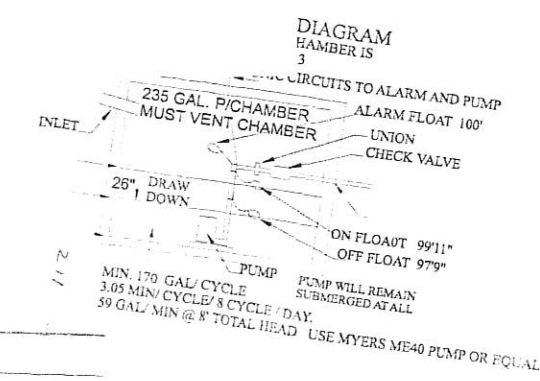 DIAGRAM
HAMBER IS
3
CIRCUITS TO ALARM AND PUMP
235 GAL. P/CHAMBER
MUST VENT CHAMBER
ALARM FLOAT 100'
UNION
CHECK VALVE
INLET
26" DRAW
DOWN
ON FLOA0T 99'11"
OFF FLOAT 97'9"
PUMP
PUMP WILL REMAIN
SUBMERGED AT ALL
MIN. 170 GAL/ CYCLE
3.05 MIN/ CYCLE/ 8 CYCLE / DAY.
59 GAL/ MIN @ 8' TOTAL HEAD USE MYERS ME40 PUMP OR EQUAL